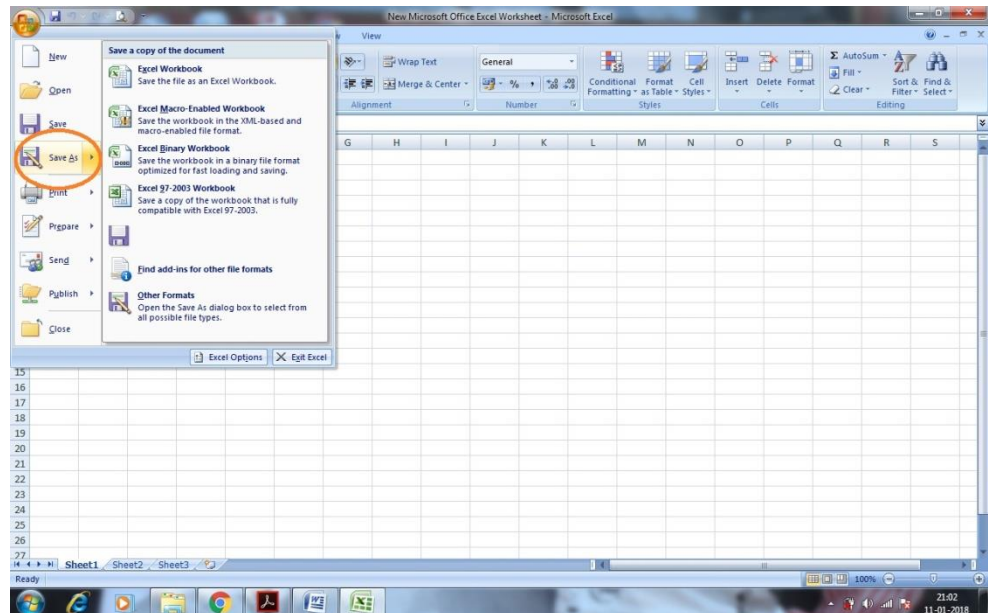 New Microsoft Office Excel Worksheet - Microsoft Excel
View
New
Open
Save
Save As
Print
Prepare
Send
Publish
Close
Save a copy of the document
Excel Workbook
Save the file as an Excel Workbook.
Excel Macro-Enabled Workbook
Save the workbook in the XML-based and
macro-enabled file format.
Excel Binary Workbook
Save the workbook in a binary file format
optimized for fast loading and saving.
Excel 97-2003 Workbook
Save a copy of the workbook that is fully
compatible with Excel 97-2003.
Find add-ins for other file formats
Other Formats
Open the Save As dialog box to select from
all possible file types.
Excel Options Exit Excel
Wrap Text
Merge & Center
Alignment
General
% ,
Number
Conditional Formatting
Format as Table
Cell Styles
Styles
Insert Delete Format
Cells
Σ AutoSum
Fill
Clear
Sort & Filter
Find & Select
Editing
G H I J K L M N O P Q R S
15
16
17
18
19
20
21
22
23
24
25
26
27
Sheet1 Sheet2 Sheet3
Ready
100%
21:02
11-01-2018